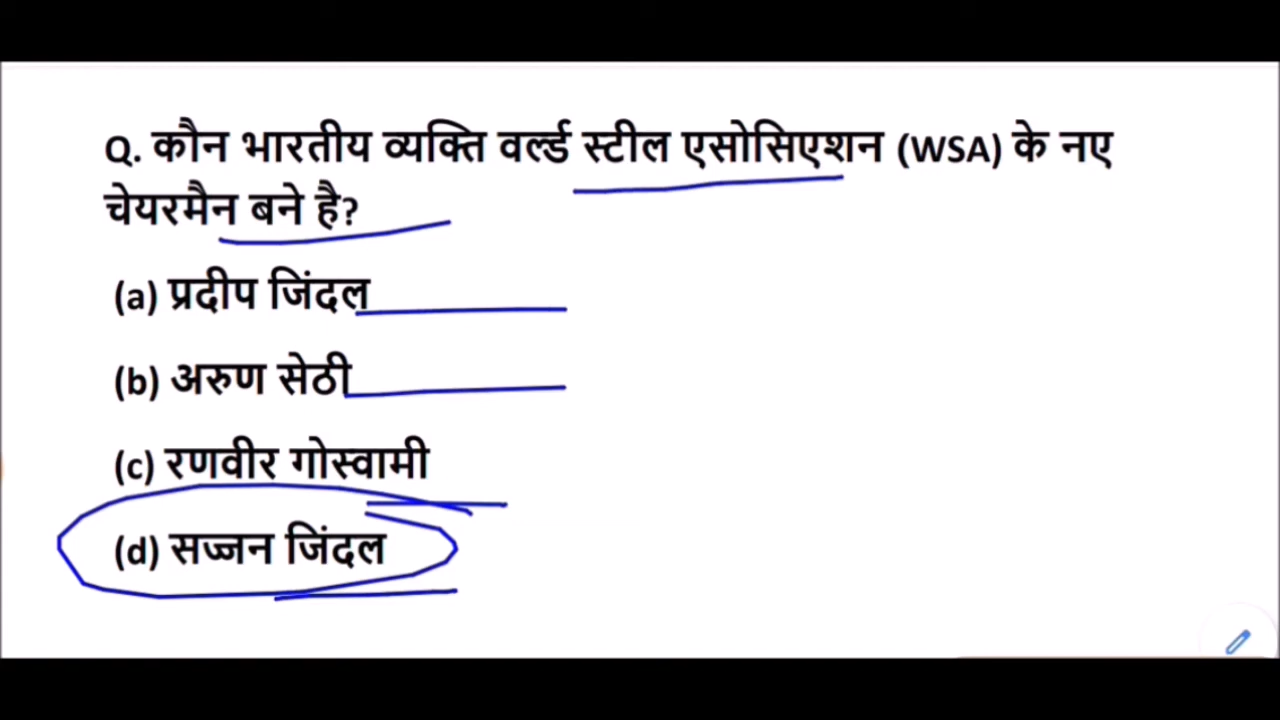 Q. कौन भारतीय व्यक्ति वर्ल्ड स्टील एसोसिएशन (WSA) के नए
चेयरमैन बने है?
(a) प्रदीप जिंदल
(b) अरुण सेठी
(c) रणवीर गोस्वामी
(d) सज्जन जिंदल